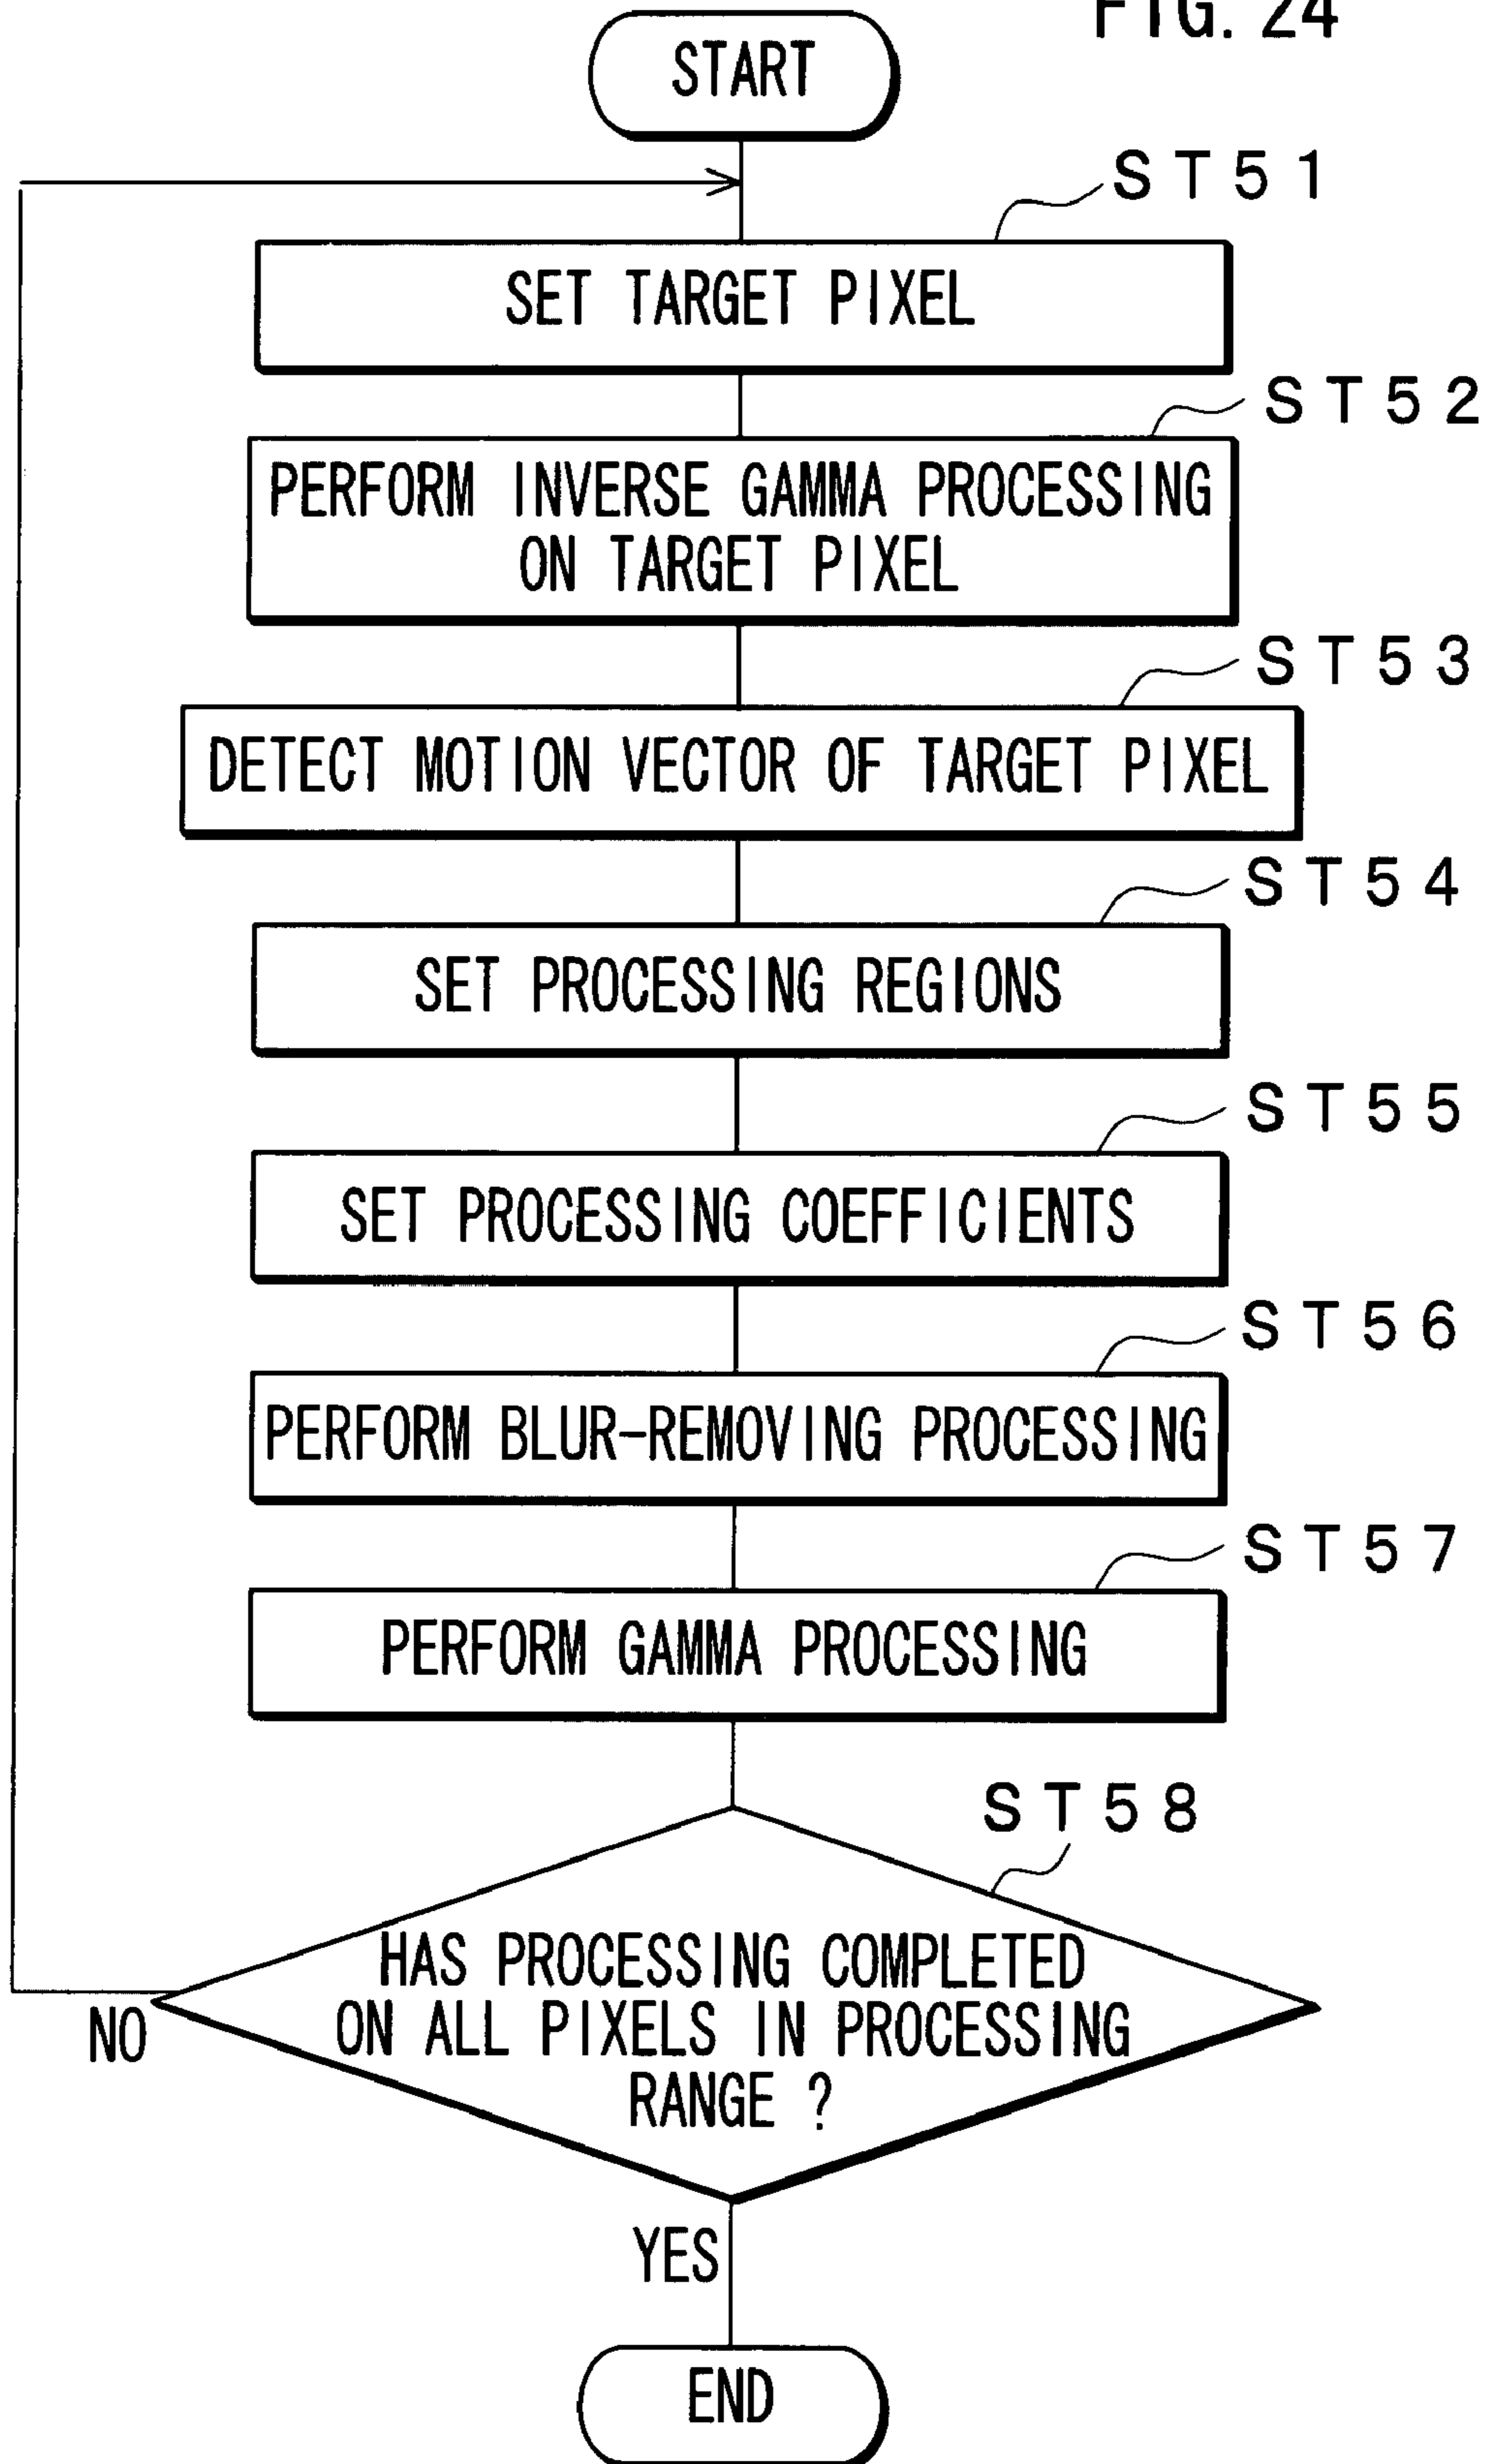 FIG. 24
START
ST51
SET TARGET PIXEL
ST52
PERFORM INVERSE GAMMA PROCESSING
ON TARGET PIXEL
ST53
DETECT MOTION VECTOR OF TARGET PIXEL
ST54
SET PROCESSING REGIONS
ST55
SET PROCESSING COEFFICIENTS
ST56
PERFORM BLUR-REMOVING PROCESSING
ST57
PERFORM GAMMA PROCESSING
ST58
HAS PROCESSING COMPLETED
ON ALL PIXELS IN PROCESSING
RANGE ?
NO
YES
END